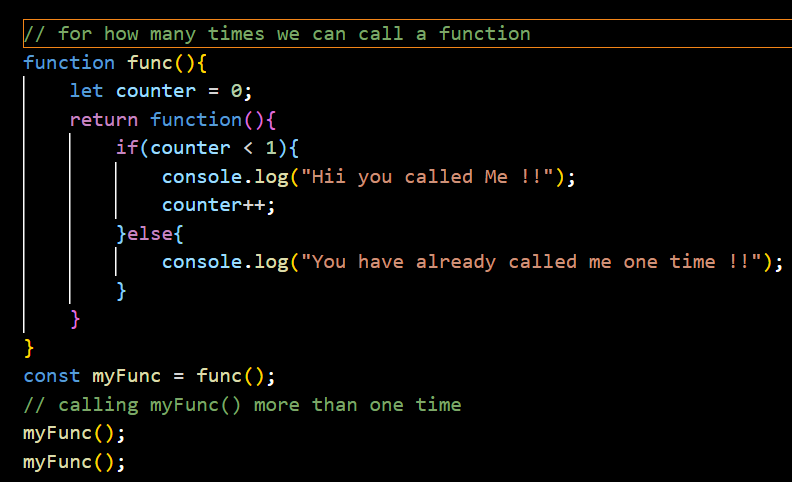 // for how many times we can call a function
function func(){
    let counter = 0;
    return function(){
        if(counter < 1){
            console.log("Hii you called Me !!");
            counter++;
        }else{
            console.log("You have already called me one time !!");
        }
    }
}
const myFunc = func();
// calling myFunc() more than one time
myFunc();
myFunc();